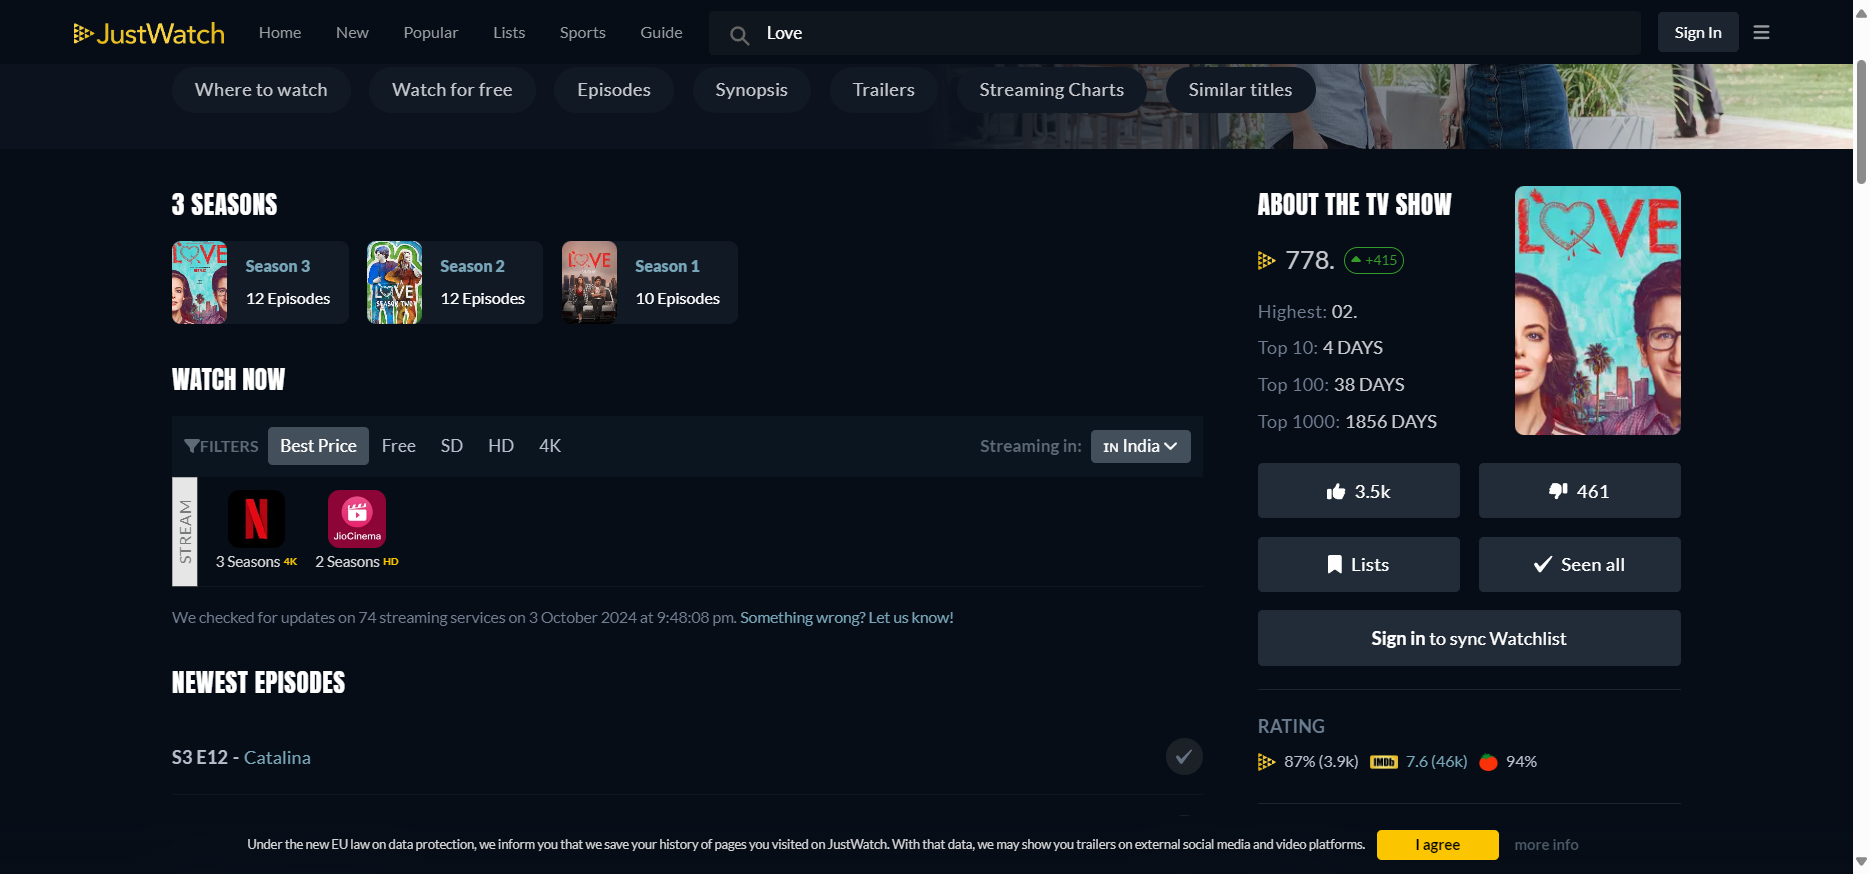 JustWatch Home New Popular Lists Sports Guide Love Sign In
Where to watch Watch for free Episodes Synopsis Trailers Streaming Charts Similar titles
3 SEASONS
LOVE
Season 3
12 Episodes
LOVE
SEASON TWO
Season 2
12 Episodes
LOVE
Season 1
10 Episodes
WATCH NOW
FILTERS Best Price Free SD HD 4K Streaming in: IN India
STREAM
N
3 Seasons 4K
JioCinema
2 Seasons HD
We checked for updates on 74 streaming services on 3 October 2024 at 9:48:08 pm. Something wrong? Let us know!
NEWEST EPISODES
S3 E12 - Catalina
ABOUT THE TV SHOW
778. +415
Highest: 02.
Top 10: 4 DAYS
Top 100: 38 DAYS
Top 1000: 1856 DAYS
LOVE
3.5k 461
Lists Seen all
Sign in to sync Watchlist
RATING
87% (3.9k) IMDb 7.6 (46k) 94%
Under the new EU law on data protection, we inform you that we save your history of pages you visited on JustWatch. With that data, we may show you trailers on external social media and video platforms. I agree more info